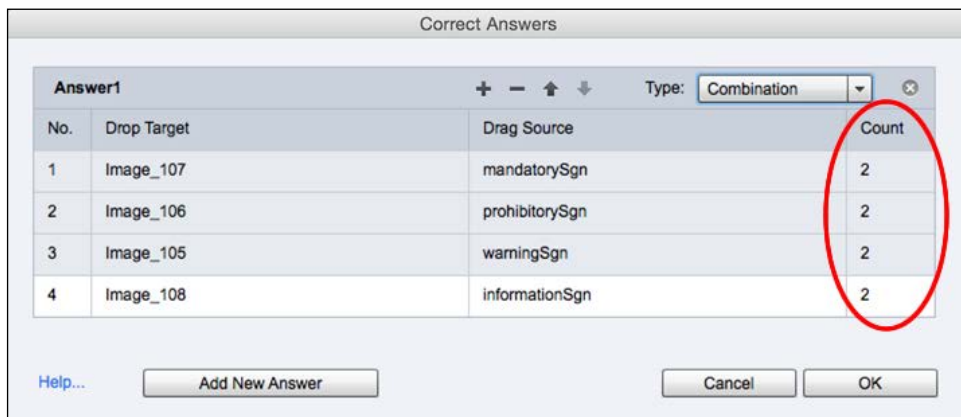 Correct Answers
Answer1 + − Type: Combination
No. Drop Target Drag Source Count
1 Image_107 mandatorySgn 2
2 Image_106 prohibitorySgn 2
3 Image_105 warningSgn 2
4 Image_108 informationSgn 2
Help... Add New Answer Cancel OK